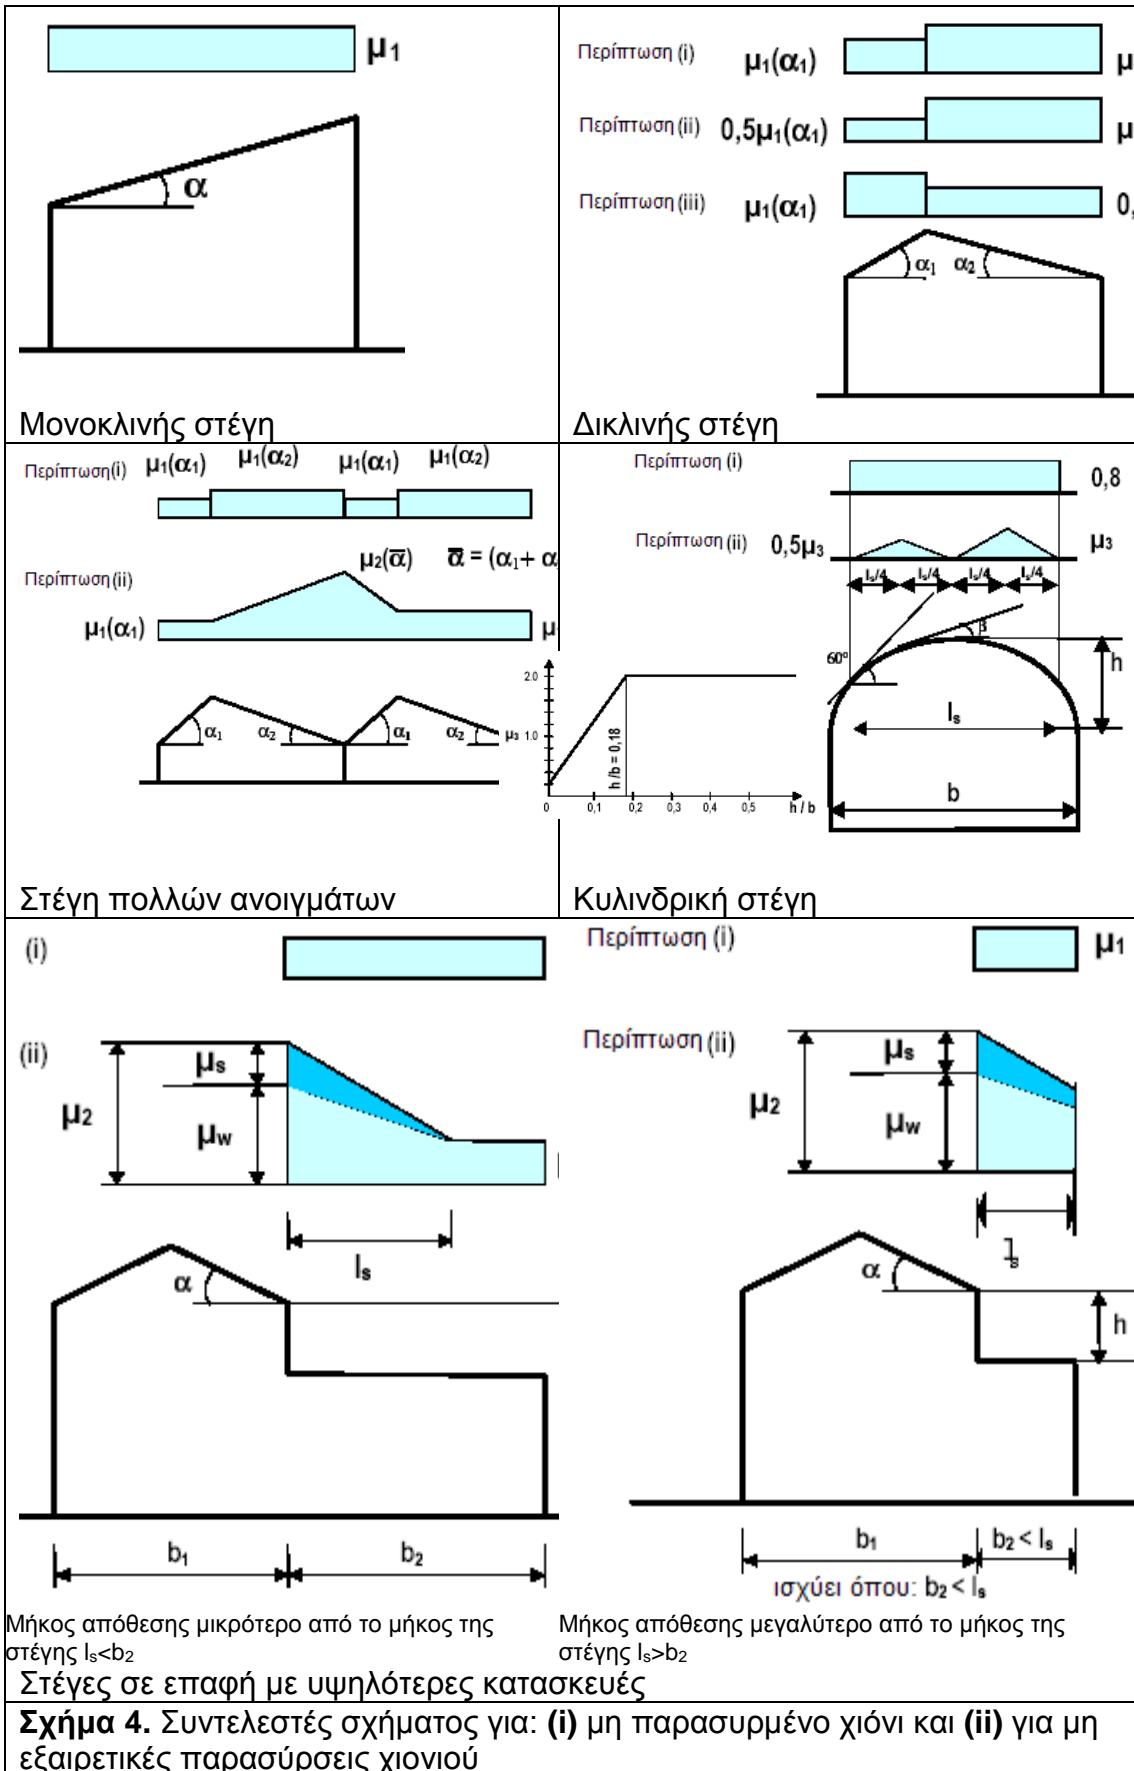 μ1
α
Μονοκλινής στέγη
Περίπτωση (i) μ1(α1) μ
Περίπτωση (ii) 0,5μ1(α1) μ
Περίπτωση (iii) μ1(α1) 0,
α1 α2
Δικλινής στέγη
Περίπτωση(i) μ1(α1) μ1(α2) μ1(α1) μ1(α2)
μ2(α̅) α̅ = (α1+ α
Περίπτωση(ii)
μ1(α1) μ
α1 α2 α1 α2
Στέγη πολλών ανοιγμάτων
Περίπτωση (i) 0,8
Περίπτωση (ii) 0,5μ3 μ3
ls/4 ls/4 ls/4 ls/4
β
60°
h
ls
b
2.0
μ3 1.0
h /b = 0,18
0 0,1 0,2 0,3 0,4 0,5 h / b
Κυλινδρική στέγη
(i)
(ii)
μs
μ2
μw
ls
α
b1 b2
Μήκος απόθεσης μικρότερο από το μήκος της
στέγης ls<b2
Περίπτωση (i) μ1
Περίπτωση (ii)
μs
μ2
μw
ls
α
h
b1 b2 < ls
ισχύει όπου: b2 < ls
Μήκος απόθεσης μεγαλύτερο από το μήκος της
στέγης ls>b2
Στέγες σε επαφή με υψηλότερες κατασκευές
Σχήμα 4. Συντελεστές σχήματος για: (i) μη παρασυρμένο χιόνι και (ii) για μη
εξαιρετικές παρασύρσεις χιονιού